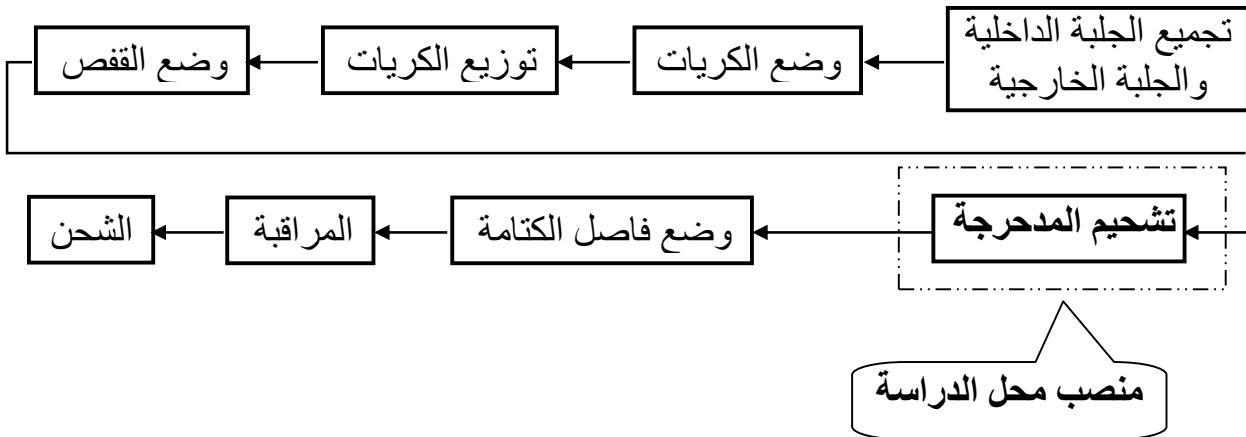 تجميع الجلبة الداخلية
والجلبة الخارجية
وضع الكريات
توزيع الكريات
وضع القفص
تشحيم المدحرجة
وضع فاصل الكتامة
المراقبة
الشحن
منصب محل الدراسة